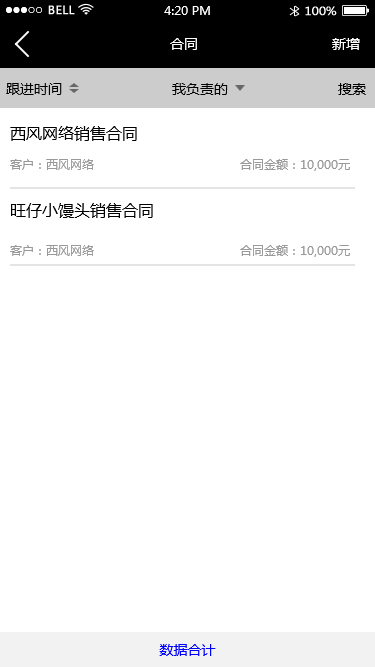 BELL 4:20 PM 100%
合同 新增
跟进时间 我负责的 搜索
西风网络销售合同
客户：西风网络 合同金额：10,000元
旺仔小馒头销售合同
客户：西风网络 合同金额：10,000元
数据合计